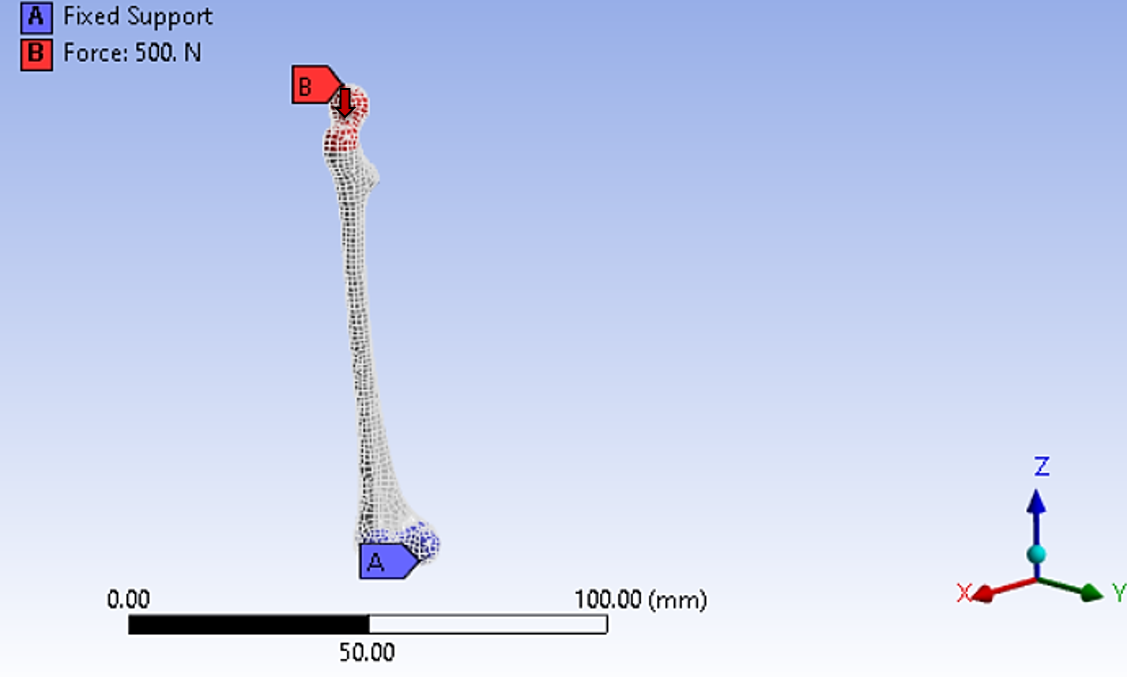 A Fixed Support
B Force: 500. N
B
A
Z
X
Y
0.00
100.00 (mm)
50.00